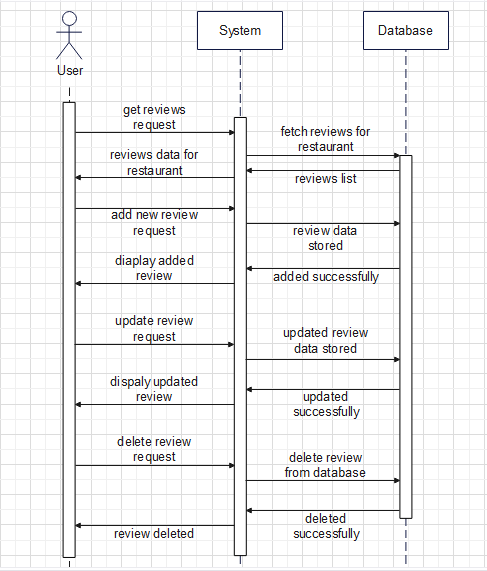 System
Database
User
get reviews
request
fetch reviews for
restaurant
reviews data for
restaurant
reviews list
add new review
request
review data
stored
diaplay added
review
added successfully
update review
request
updated review
data stored
dispaly updated
review
updated
successfully
delete review
request
delete review
from database
deleted
successfully
review deleted